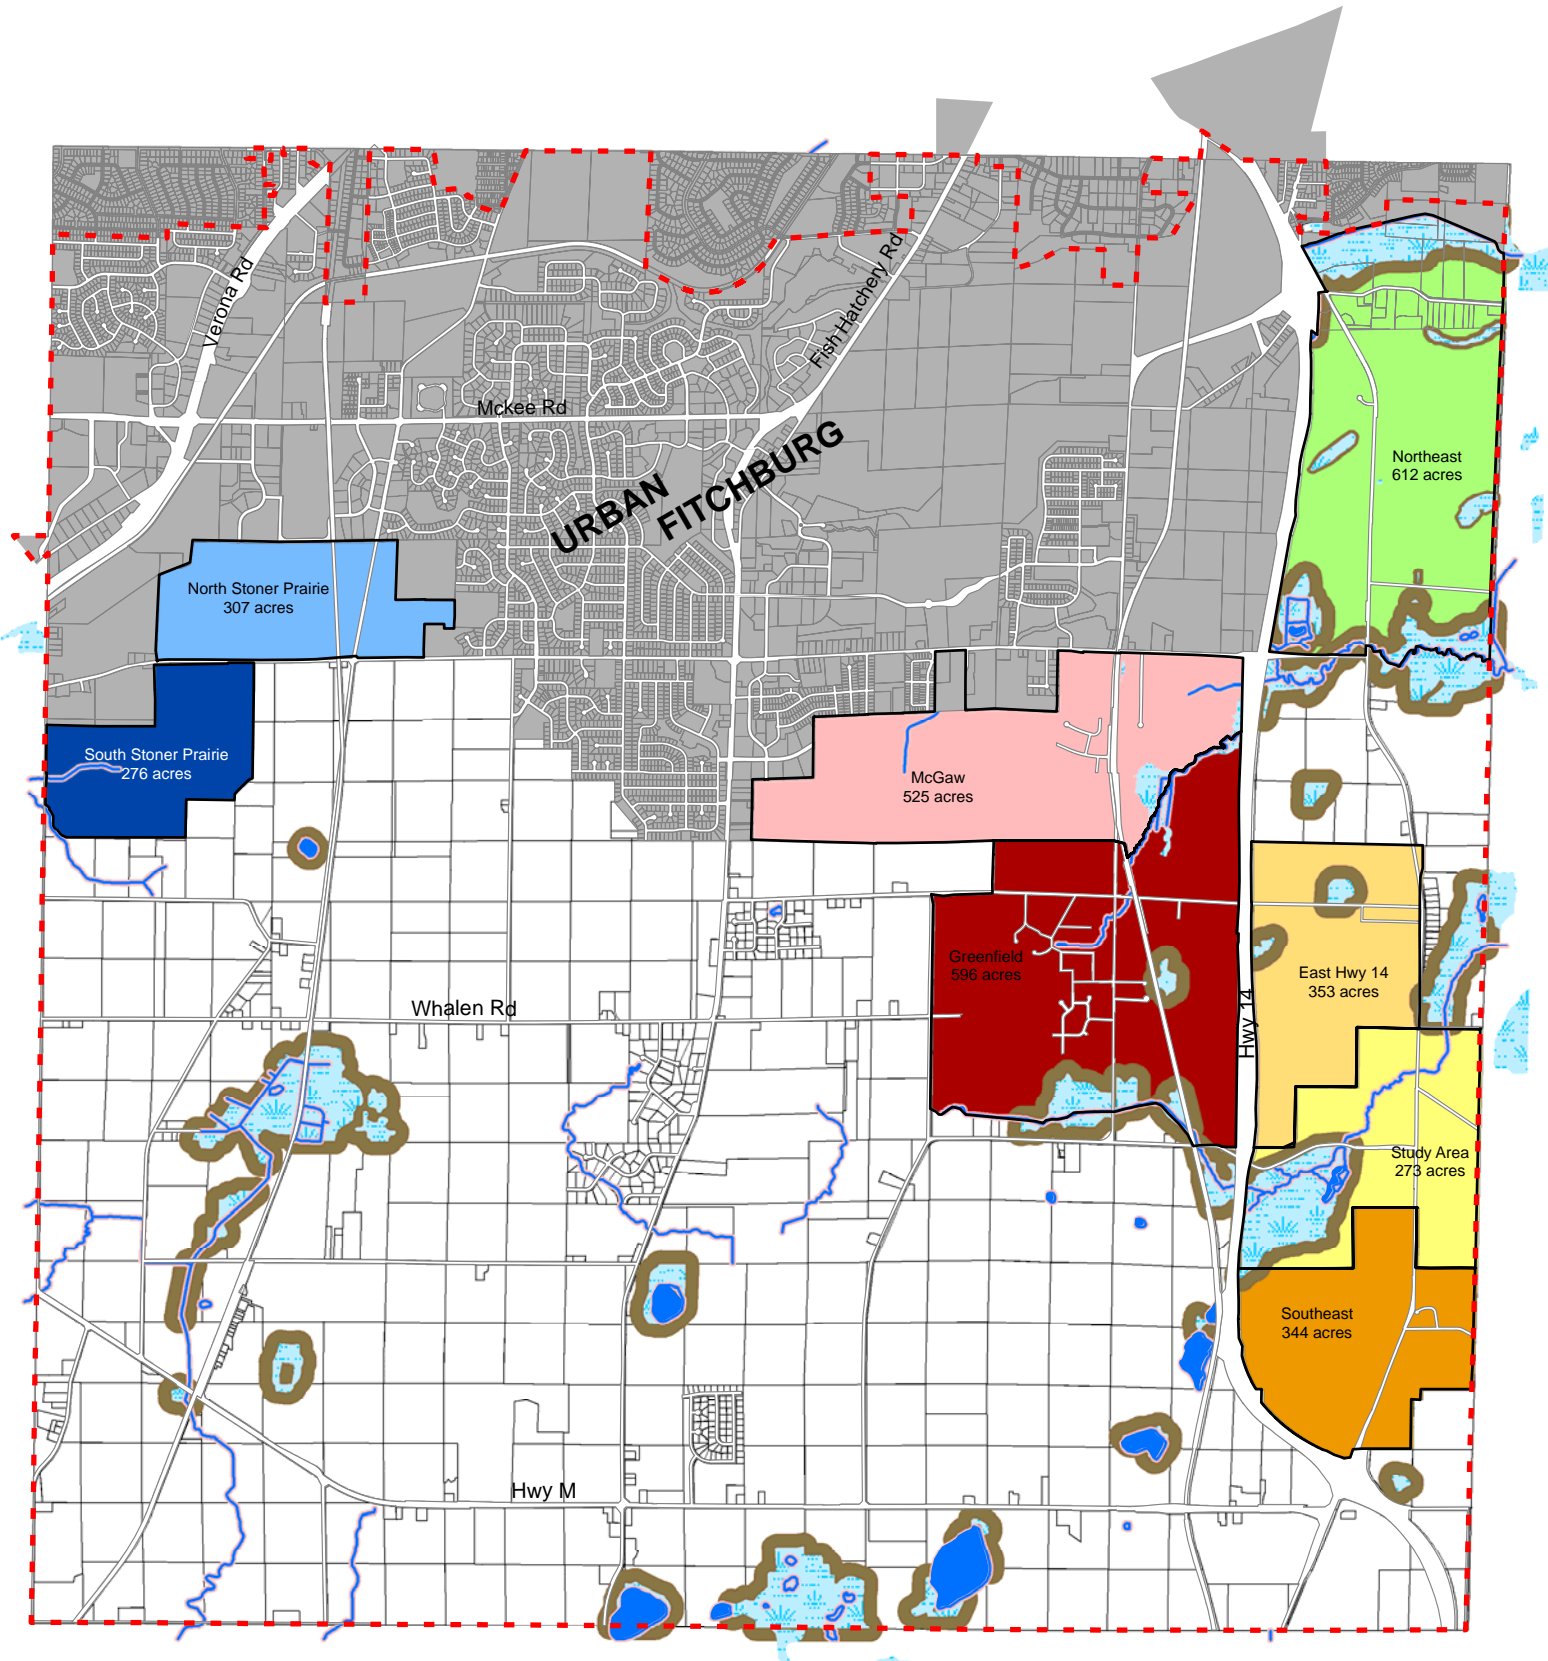 Verona Rd
Fish Hatchery Rd
Mckee Rd
URBAN
FITCHBURG
Northeast
612 acres
North Stoner Prairie
307 acres
South Stoner Prairie
276 acres
McGaw
525 acres
Greenfield
596 acres
East Hwy 14
353 acres
Whalen Rd
Hwy 14
Study Area
273 acres
Southeast
344 acres
Hwy M